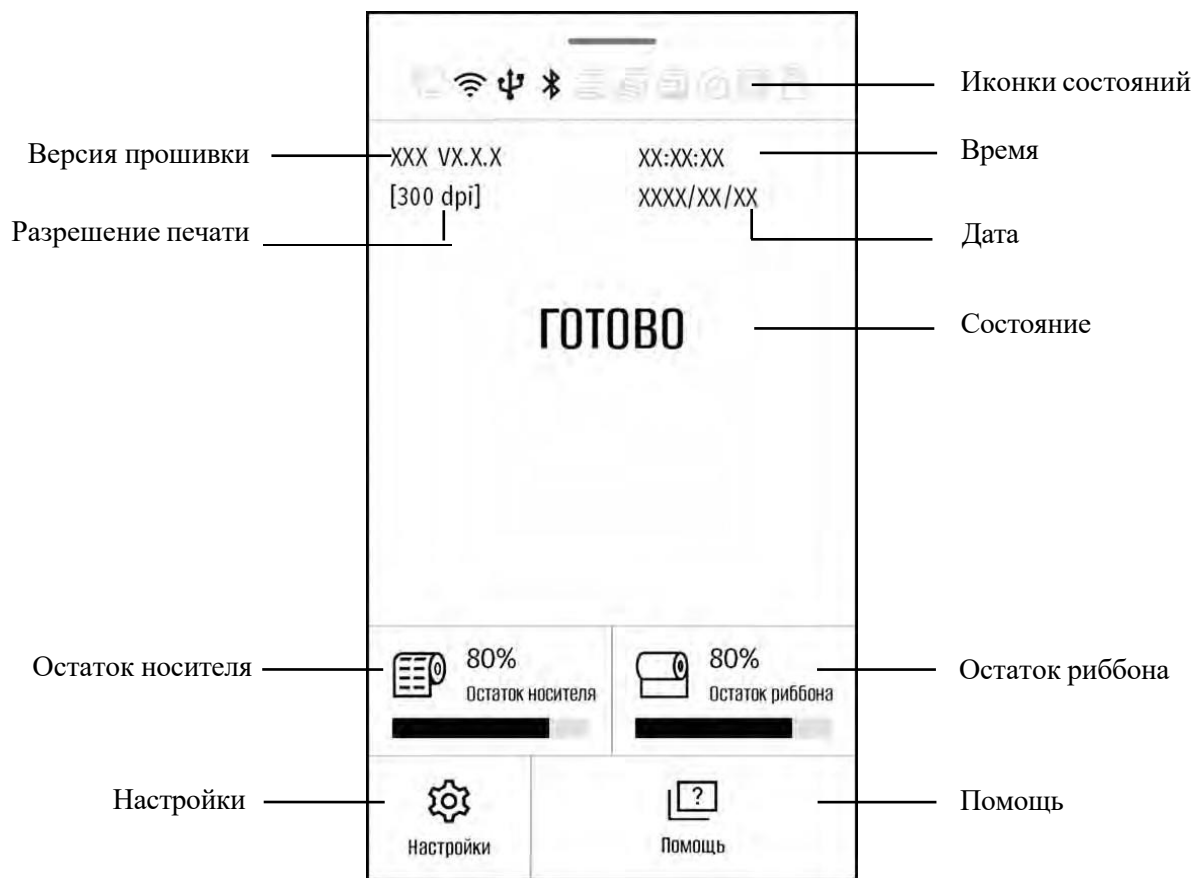 Иконки состояний
Версия прошивки
XXX VX.X.X
XX:XX:XX
Время
[300 dpi]
XXXX/XX/XX
Разрешение печати
Дата
ГОТОВО
Состояние
Остаток носителя
80%
Остаток носителя
80%
Остаток риббона
Остаток риббона
Настройки
Настройки
?
Помощь
Помощь